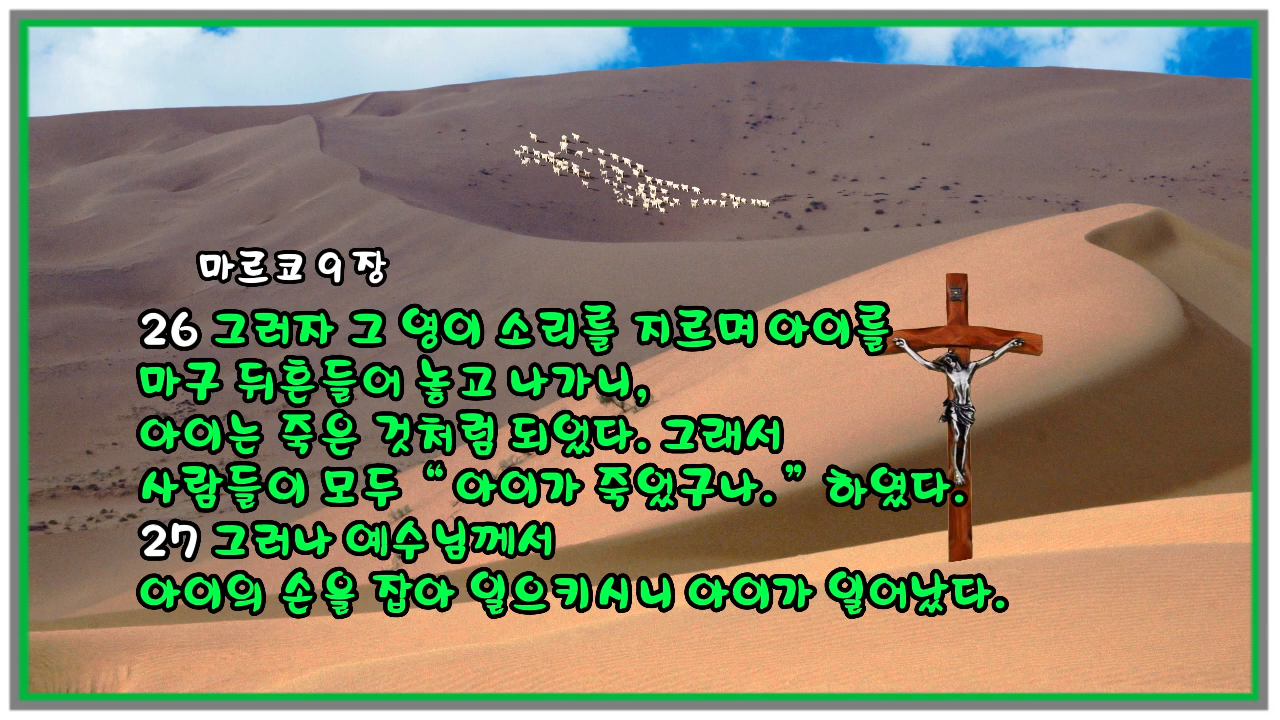 마르코 9장
26 그러자 그 영이 소리를 지르며 아이를
마구 뒤흔들어 놓고 나가니,
아이는 죽은 것처럼 되었다. 그래서
사람들이 모두 “아이가 죽었구나.” 하였다.
27 그러나 예수님께서
아이의 손을 잡아 일으키시니 아이가 일어났다.